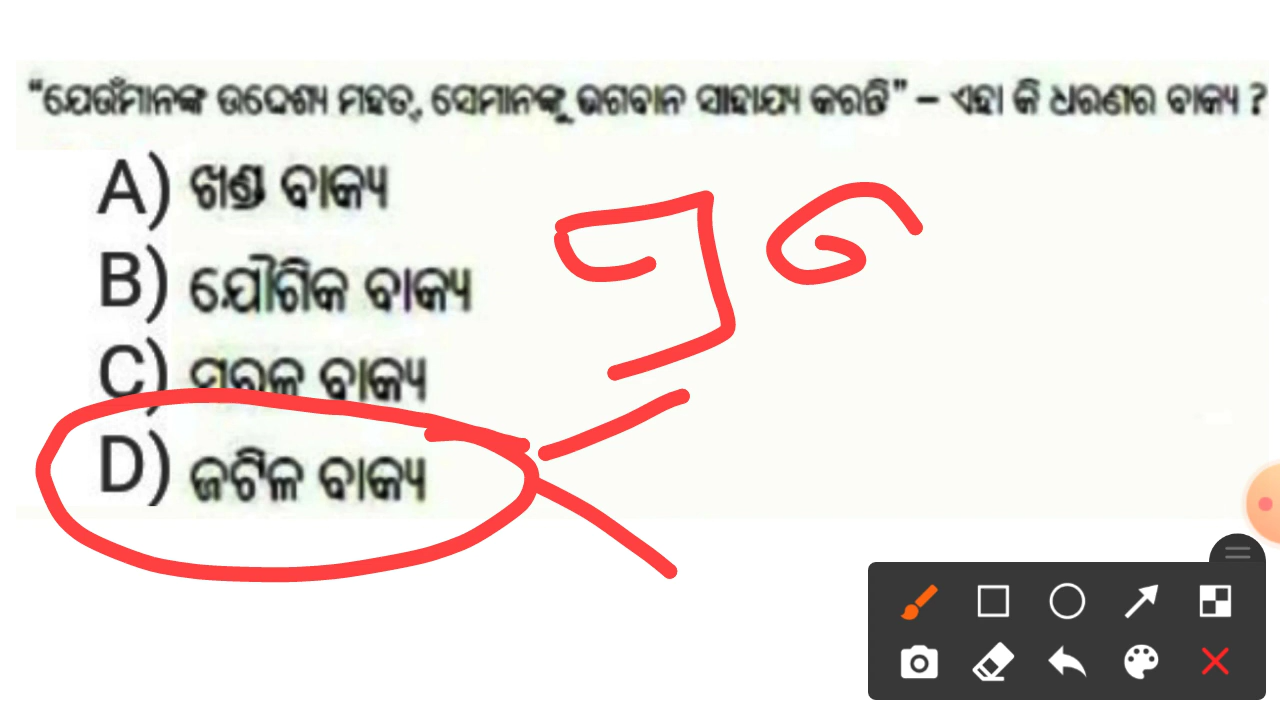 “ଯେଉଁମାନଙ୍କ ଉଦ୍ଦେଶ୍ୟ ମହତ୍, ସେମାନଙ୍କୁ ଭଗବାନ ସାହାଯ୍ୟ କରନ୍ତି” – ଏହା କି ଧରଣର ବାକ୍ୟ ?
A) ଖଣ୍ଡ ବାକ୍ୟ
B) ଯୌଗିକ ବାକ୍ୟ
C) ସରଳ ବାକ୍ୟ
D) ଜଟିଳ ବାକ୍ୟ